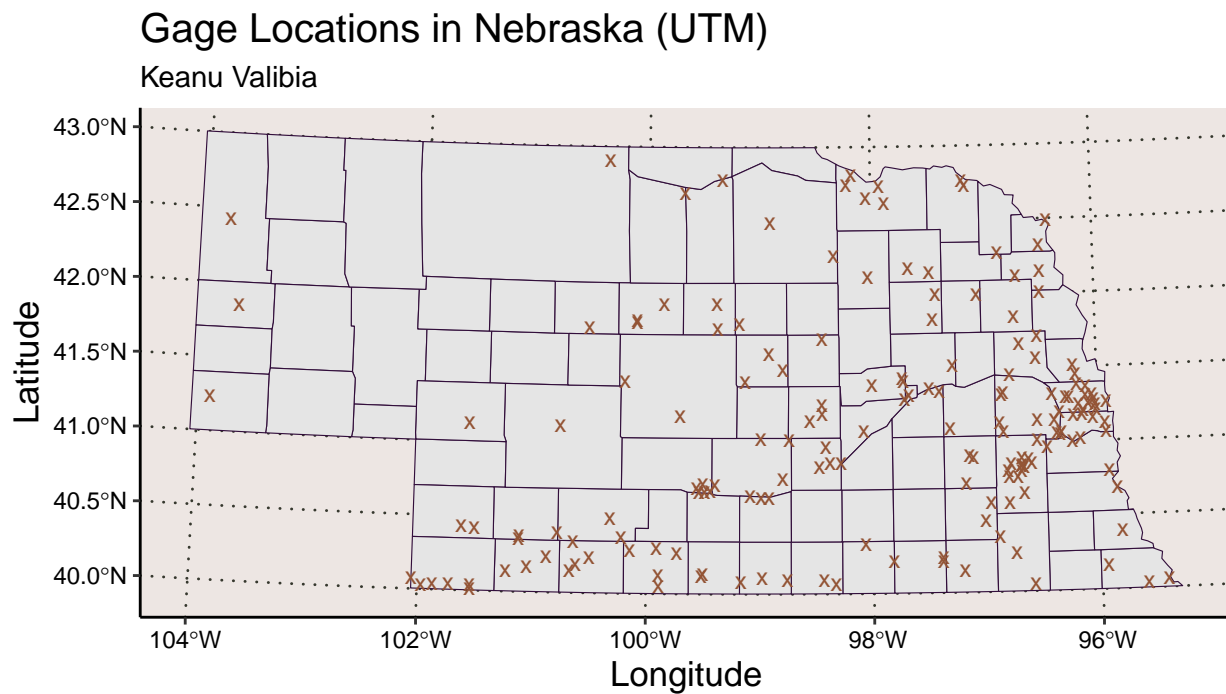 Gage Locations in Nebraska (UTM)
Keanu Valibia
43.0°N
42.5°N
42.0°N
41.5°N
41.0°N
40.5°N
40.0°N
Latitude
104°W 102°W 100°W 98°W 96°W
Longitude